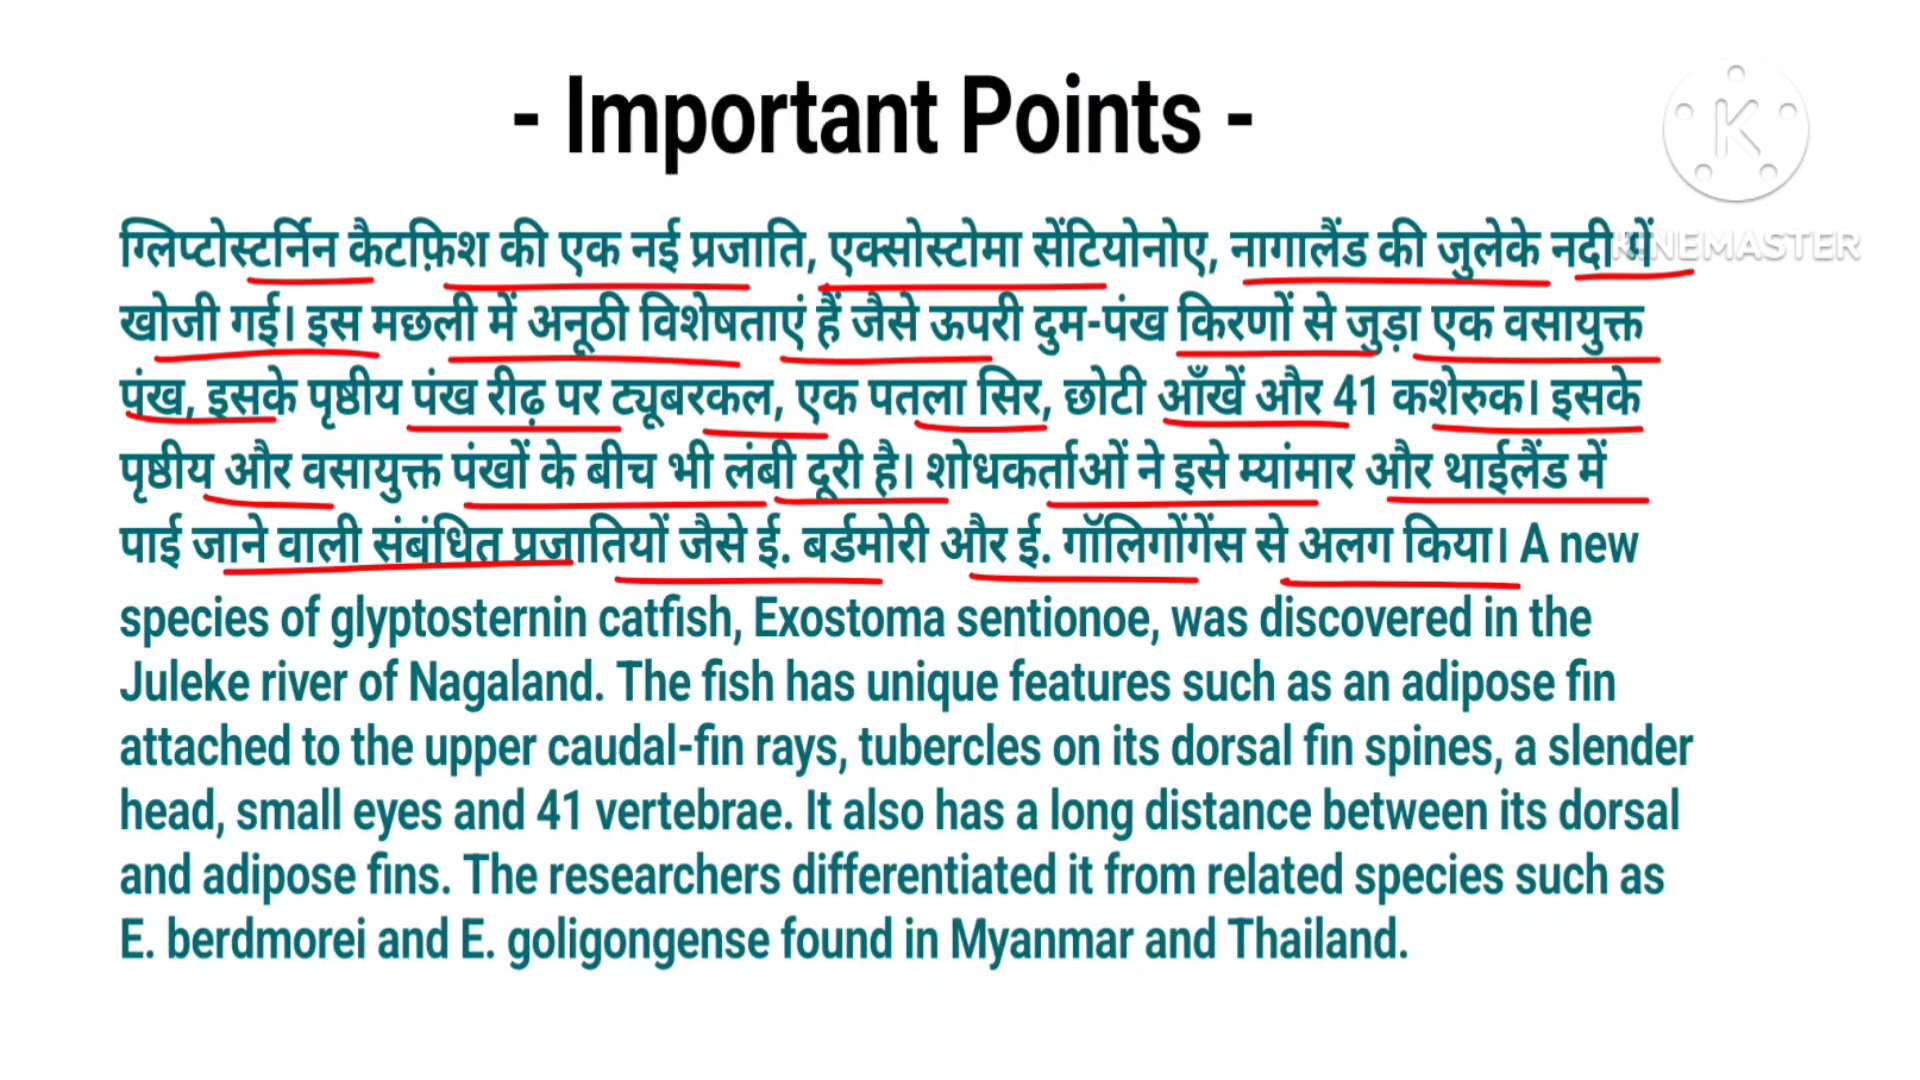 - Important Points -
ग्लिप्टोस्टर्निन कैटफ़िश की एक नई प्रजाति, एक्सोस्टोमा सेंटियोनोए, नागालैंड की जुलेके नदी में
KINEMASTER
खोजी गई। इस मछली में अनूठी विशेषताएं हैं जैसे ऊपरी दुम-पंख किरणों से जुड़ा एक वसायुक्त
पंख, इसके पृष्ठीय पंख रीढ़ पर ट्यूबरकल, एक पतला सिर, छोटी आँखें और 41 कशेरुक। इसके
पृष्ठीय और वसायुक्त पंखों के बीच भी लंबी दूरी है। शोधकर्ताओं ने इसे म्यांमार और थाईलैंड में
पाई जाने वाली संबंधित प्रजातियों जैसे ई. बर्डमोरी और ई. गॉलिगोंगेंस से अलग किया। A new
species of glyptosternin catfish, Exostoma sentionoe, was discovered in the
Juleke river of Nagaland. The fish has unique features such as an adipose fin
attached to the upper caudal-fin rays, tubercles on its dorsal fin spines, a slender
head, small eyes and 41 vertebrae. It also has a long distance between its dorsal
and adipose fins. The researchers differentiated it from related species such as
E. berdmorei and E. goligongense found in Myanmar and Thailand.